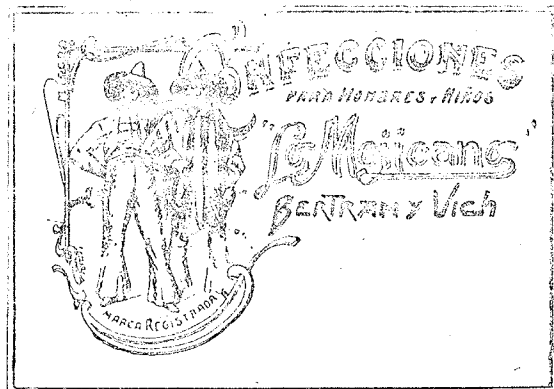 CONFECCIONES
PARA HOMBRES Y NIÑOS
"La Mejicana"
BERTRAN Y VICH
MARCA REGISTRADA